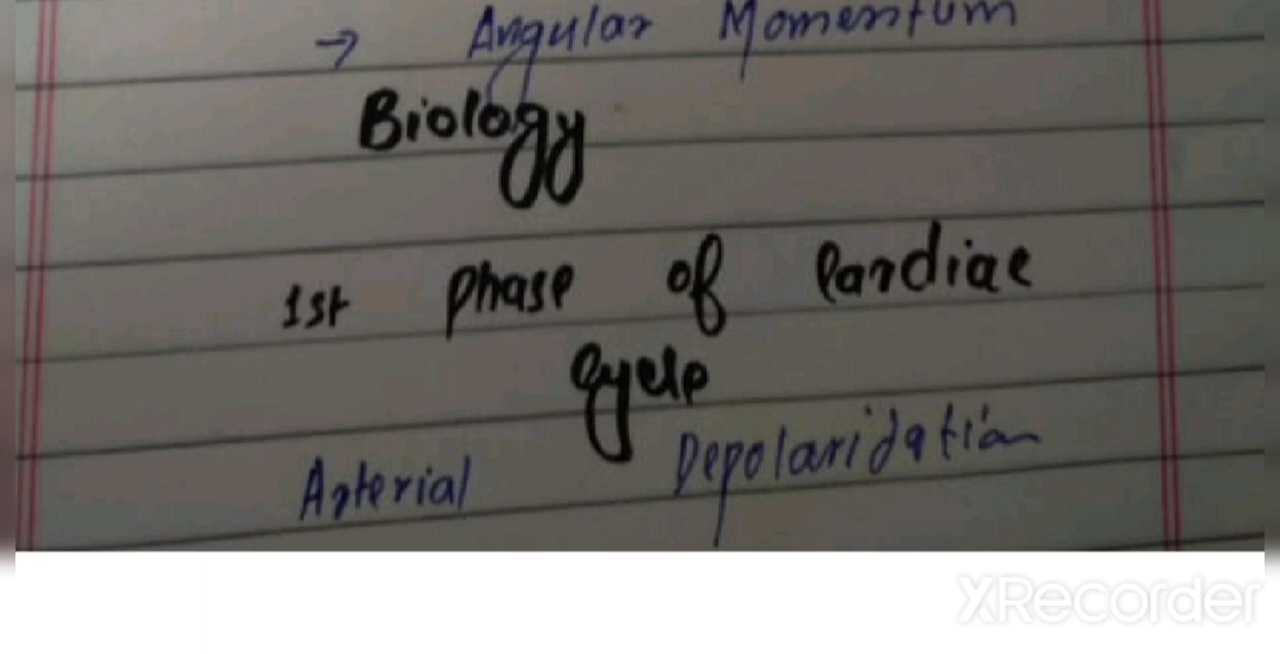 → Angular Momentum
Biology
1st phase of Cardiac
Cycle
Arterial Depolaridation
XRecorder